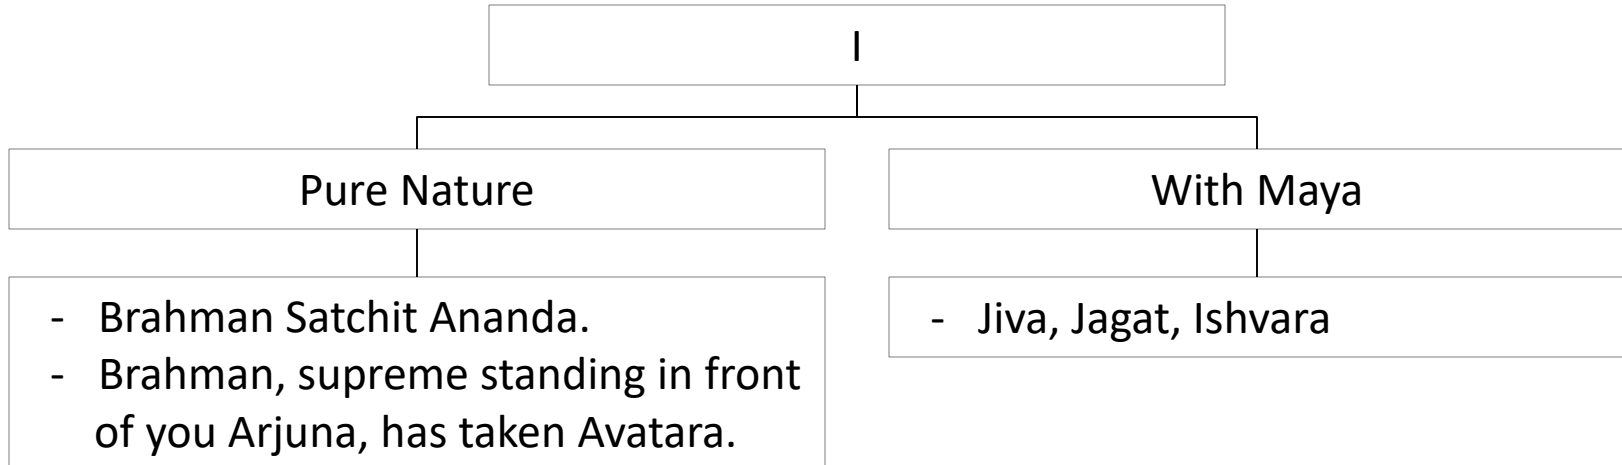 I
Pure Nature
With Maya
- Brahman Satchit Ananda.
- Brahman, supreme standing in front
of you Arjuna, has taken Avatara.
- Jiva, Jagat, Ishvara